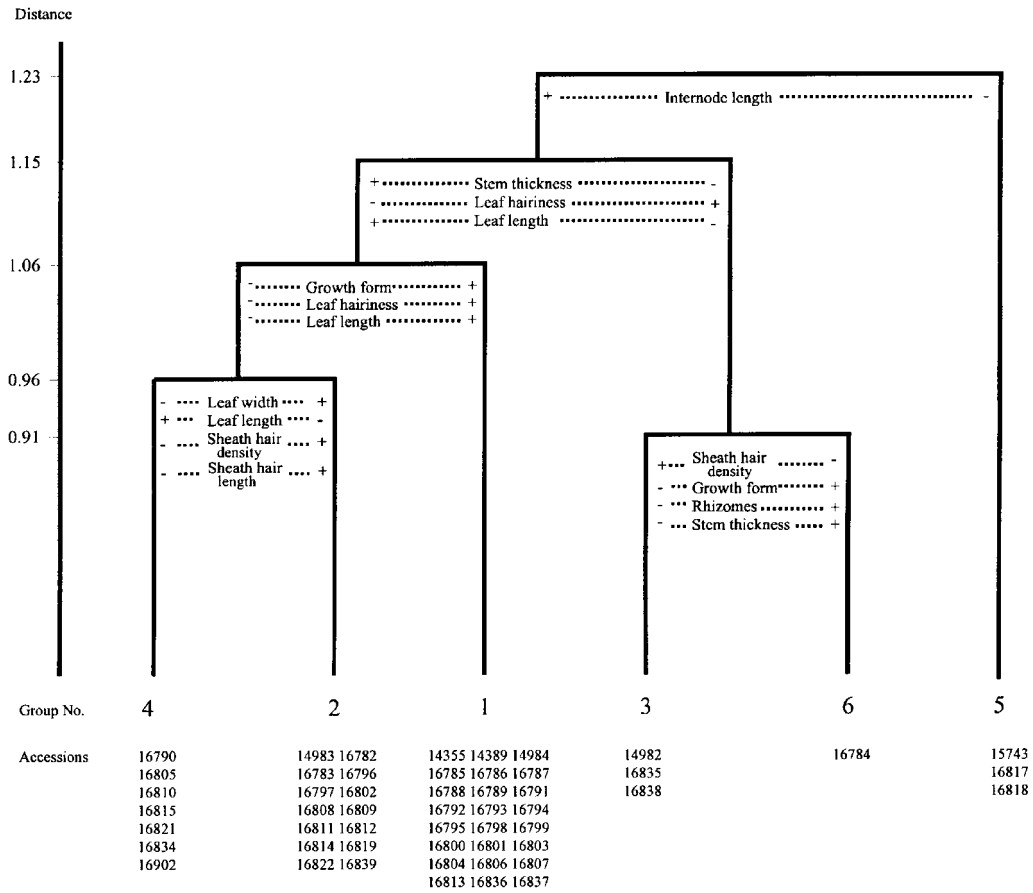 Distance
1.23
+ Internode length -
1.15
+ Stem thickness -
- Leaf hairiness +
+ Leaf length -
1.06
- Growth form +
- Leaf hairiness +
- Leaf length +
0.96
- Leaf width +
+ Leaf length -
- Sheath hair density +
- Sheath hair length +
0.91
+ Sheath hair density -
- Growth form +
- Rhizomes +
- Stem thickness +
Group No. 4 2 1 3 6 5
Accessions 16790 14983 16782 14355 14389 14984 14982 16784 15743
16805 16783 16796 16785 16786 16787 16835 16817
16810 16797 16802 16788 16789 16791 16838 16818
16815 16808 16809 16792 16793 16794
16821 16811 16812 16795 16798 16799
16834 16814 16819 16800 16801 16803
16902 16822 16839 16804 16806 16807
16813 16836 16837